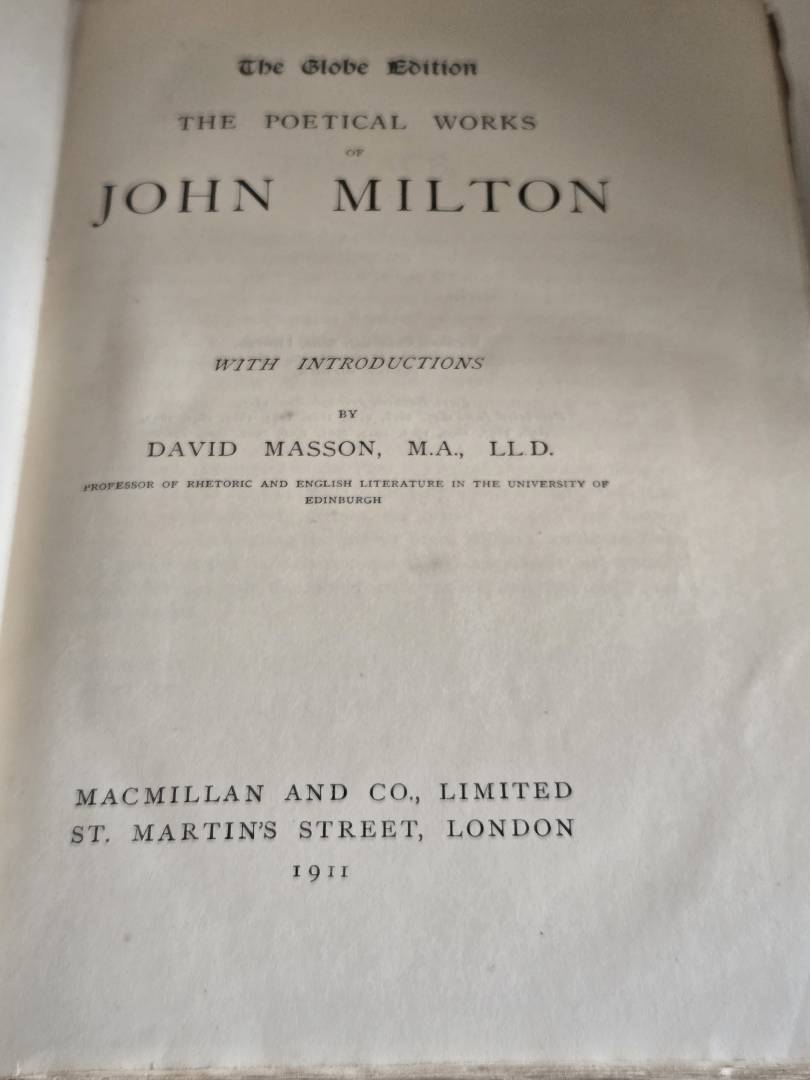 The Globe Edition
THE POETICAL WORKS
OF
JOHN MILTON
WITH INTRODUCTIONS
BY
DAVID MASSON, M.A., LL.D.
PROFESSOR OF RHETORIC AND ENGLISH LITERATURE IN THE UNIVERSITY OF
EDINBURGH
MACMILLAN AND CO., LIMITED
ST. MARTIN'S STREET, LONDON
1911